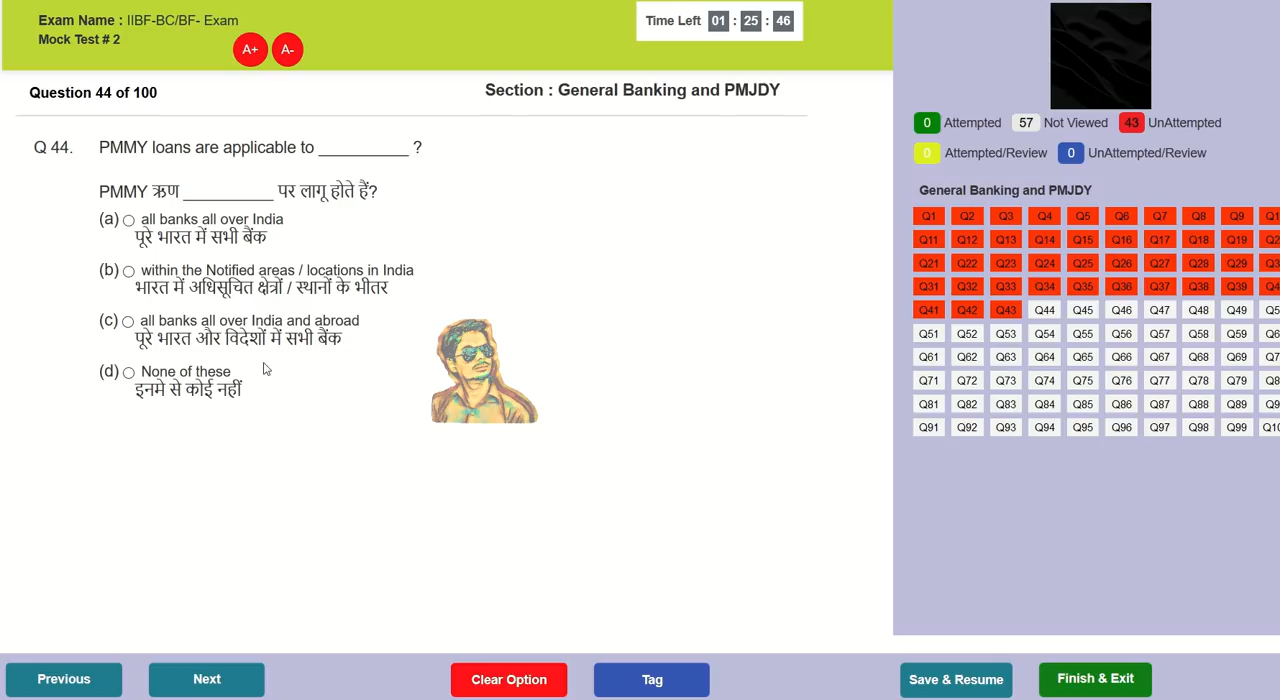 Exam Name : IIBF-BC/BF- Exam
Mock Test # 2
A+ A-
Time Left 01 : 25 : 46
Question 44 of 100
Section : General Banking and PMJDY
Q 44. PMMY loans are applicable to __________ ?
PMMY ऋण __________ पर लागू होते हैं?
(a) all banks all over India
पूरे भारत में सभी बैंक
(b) within the Notified areas / locations in India
भारत में अधिसूचित क्षेत्रों / स्थानों के भीतर
(c) all banks all over India and abroad
पूरे भारत और विदेशों में सभी बैंक
(d) None of these
इनमे से कोई नहीं
0 Attempted 57 Not Viewed 43 UnAttempted
0 Attempted/Review 0 UnAttempted/Review
General Banking and PMJDY
Q1 Q2 Q3 Q4 Q5 Q6 Q7 Q8 Q9
Q11 Q12 Q13 Q14 Q15 Q16 Q17 Q18 Q19
Q21 Q22 Q23 Q24 Q25 Q26 Q27 Q28 Q29
Q31 Q32 Q33 Q34 Q35 Q36 Q37 Q38 Q39
Q41 Q42 Q43 Q44 Q45 Q46 Q47 Q48 Q49
Q51 Q52 Q53 Q54 Q55 Q56 Q57 Q58 Q59
Q61 Q62 Q63 Q64 Q65 Q66 Q67 Q68 Q69
Q71 Q72 Q73 Q74 Q75 Q76 Q77 Q78 Q79
Q81 Q82 Q83 Q84 Q85 Q86 Q87 Q88 Q89
Q91 Q92 Q93 Q94 Q95 Q96 Q97 Q98 Q99
Previous Next Clear Option Tag Save & Resume Finish & Exit